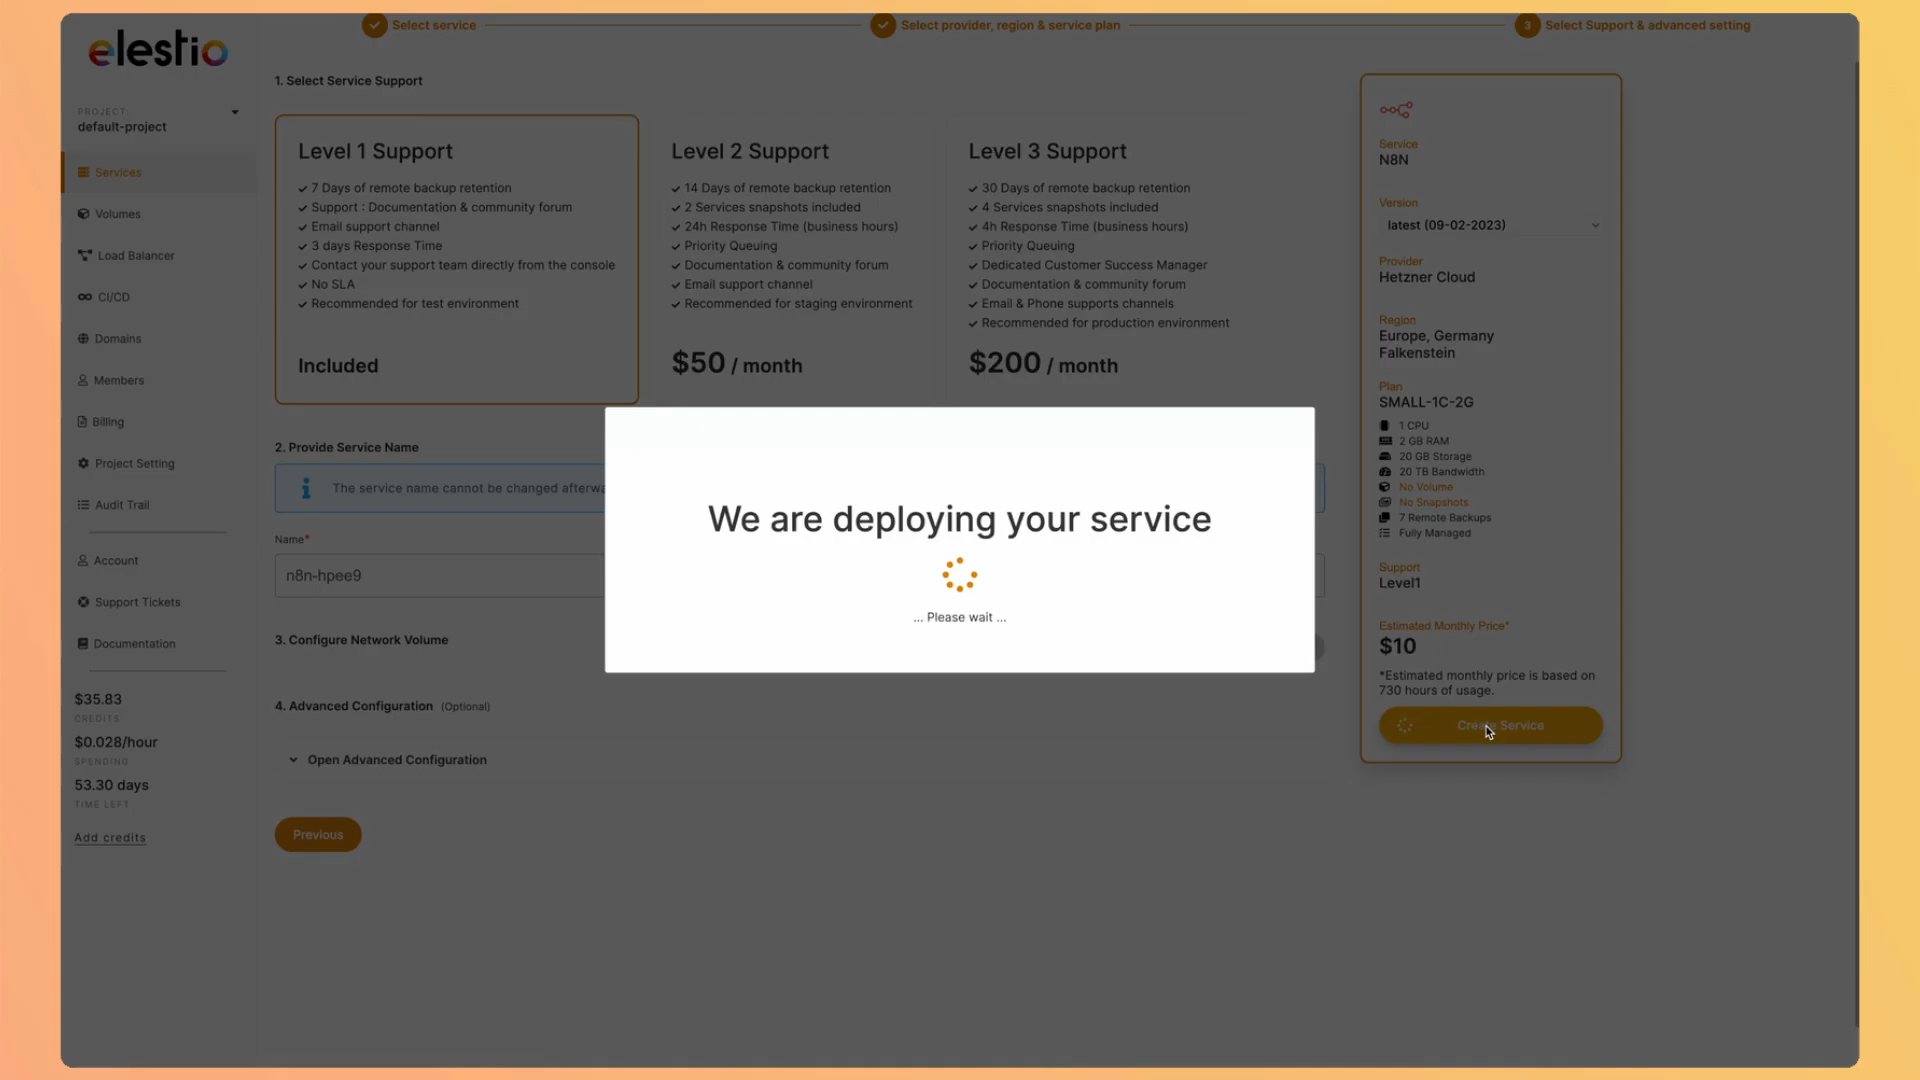 Select service
Select provider, region & service plan
3 Select Support & advanced setting
elestio
PROJECT:
default-project
Services
Volumes
Load Balancer
CI/CD
Domains
Members
Billing
Project Setting
Audit Trail
Account
Support Tickets
Documentation
$35.83
CREDITS
$0.028/hour
SPENDING
53.30 days
TIME LEFT
Add credits
1. Select Service Support
Level 1 Support
7 Days of remote backup retention
Support : Documentation & community forum
Email support channel
3 days Response Time
Contact your support team directly from the console
No SLA
Recommended for test environment
Included
Level 2 Support
14 Days of remote backup retention
2 Services snapshots included
24h Response Time (business hours)
Priority Queuing
Documentation & community forum
Email support channel
Recommended for staging environment
$50 / month
Level 3 Support
30 Days of remote backup retention
4 Services snapshots included
4h Response Time (business hours)
Priority Queuing
Dedicated Customer Success Manager
Documentation & community forum
Email & Phone supports channels
Recommended for production environment
$200 / month
2. Provide Service Name
The service name cannot be changed afterwa
Name*
n8n-hpee9
3. Configure Network Volume
4. Advanced Configuration (Optional)
Open Advanced Configuration
Previous
We are deploying your service
... Please wait ...
Service
N8N
Version
latest (09-02-2023)
Provider
Hetzner Cloud
Region
Europe, Germany
Falkenstein
Plan
SMALL-1C-2G
1 CPU
2 GB RAM
20 GB Storage
20 TB Bandwidth
No Volume
No Snapshots
7 Remote Backups
Fully Managed
Support
Level1
Estimated Monthly Price*
$10
*Estimated monthly price is based on
730 hours of usage.
Create Service